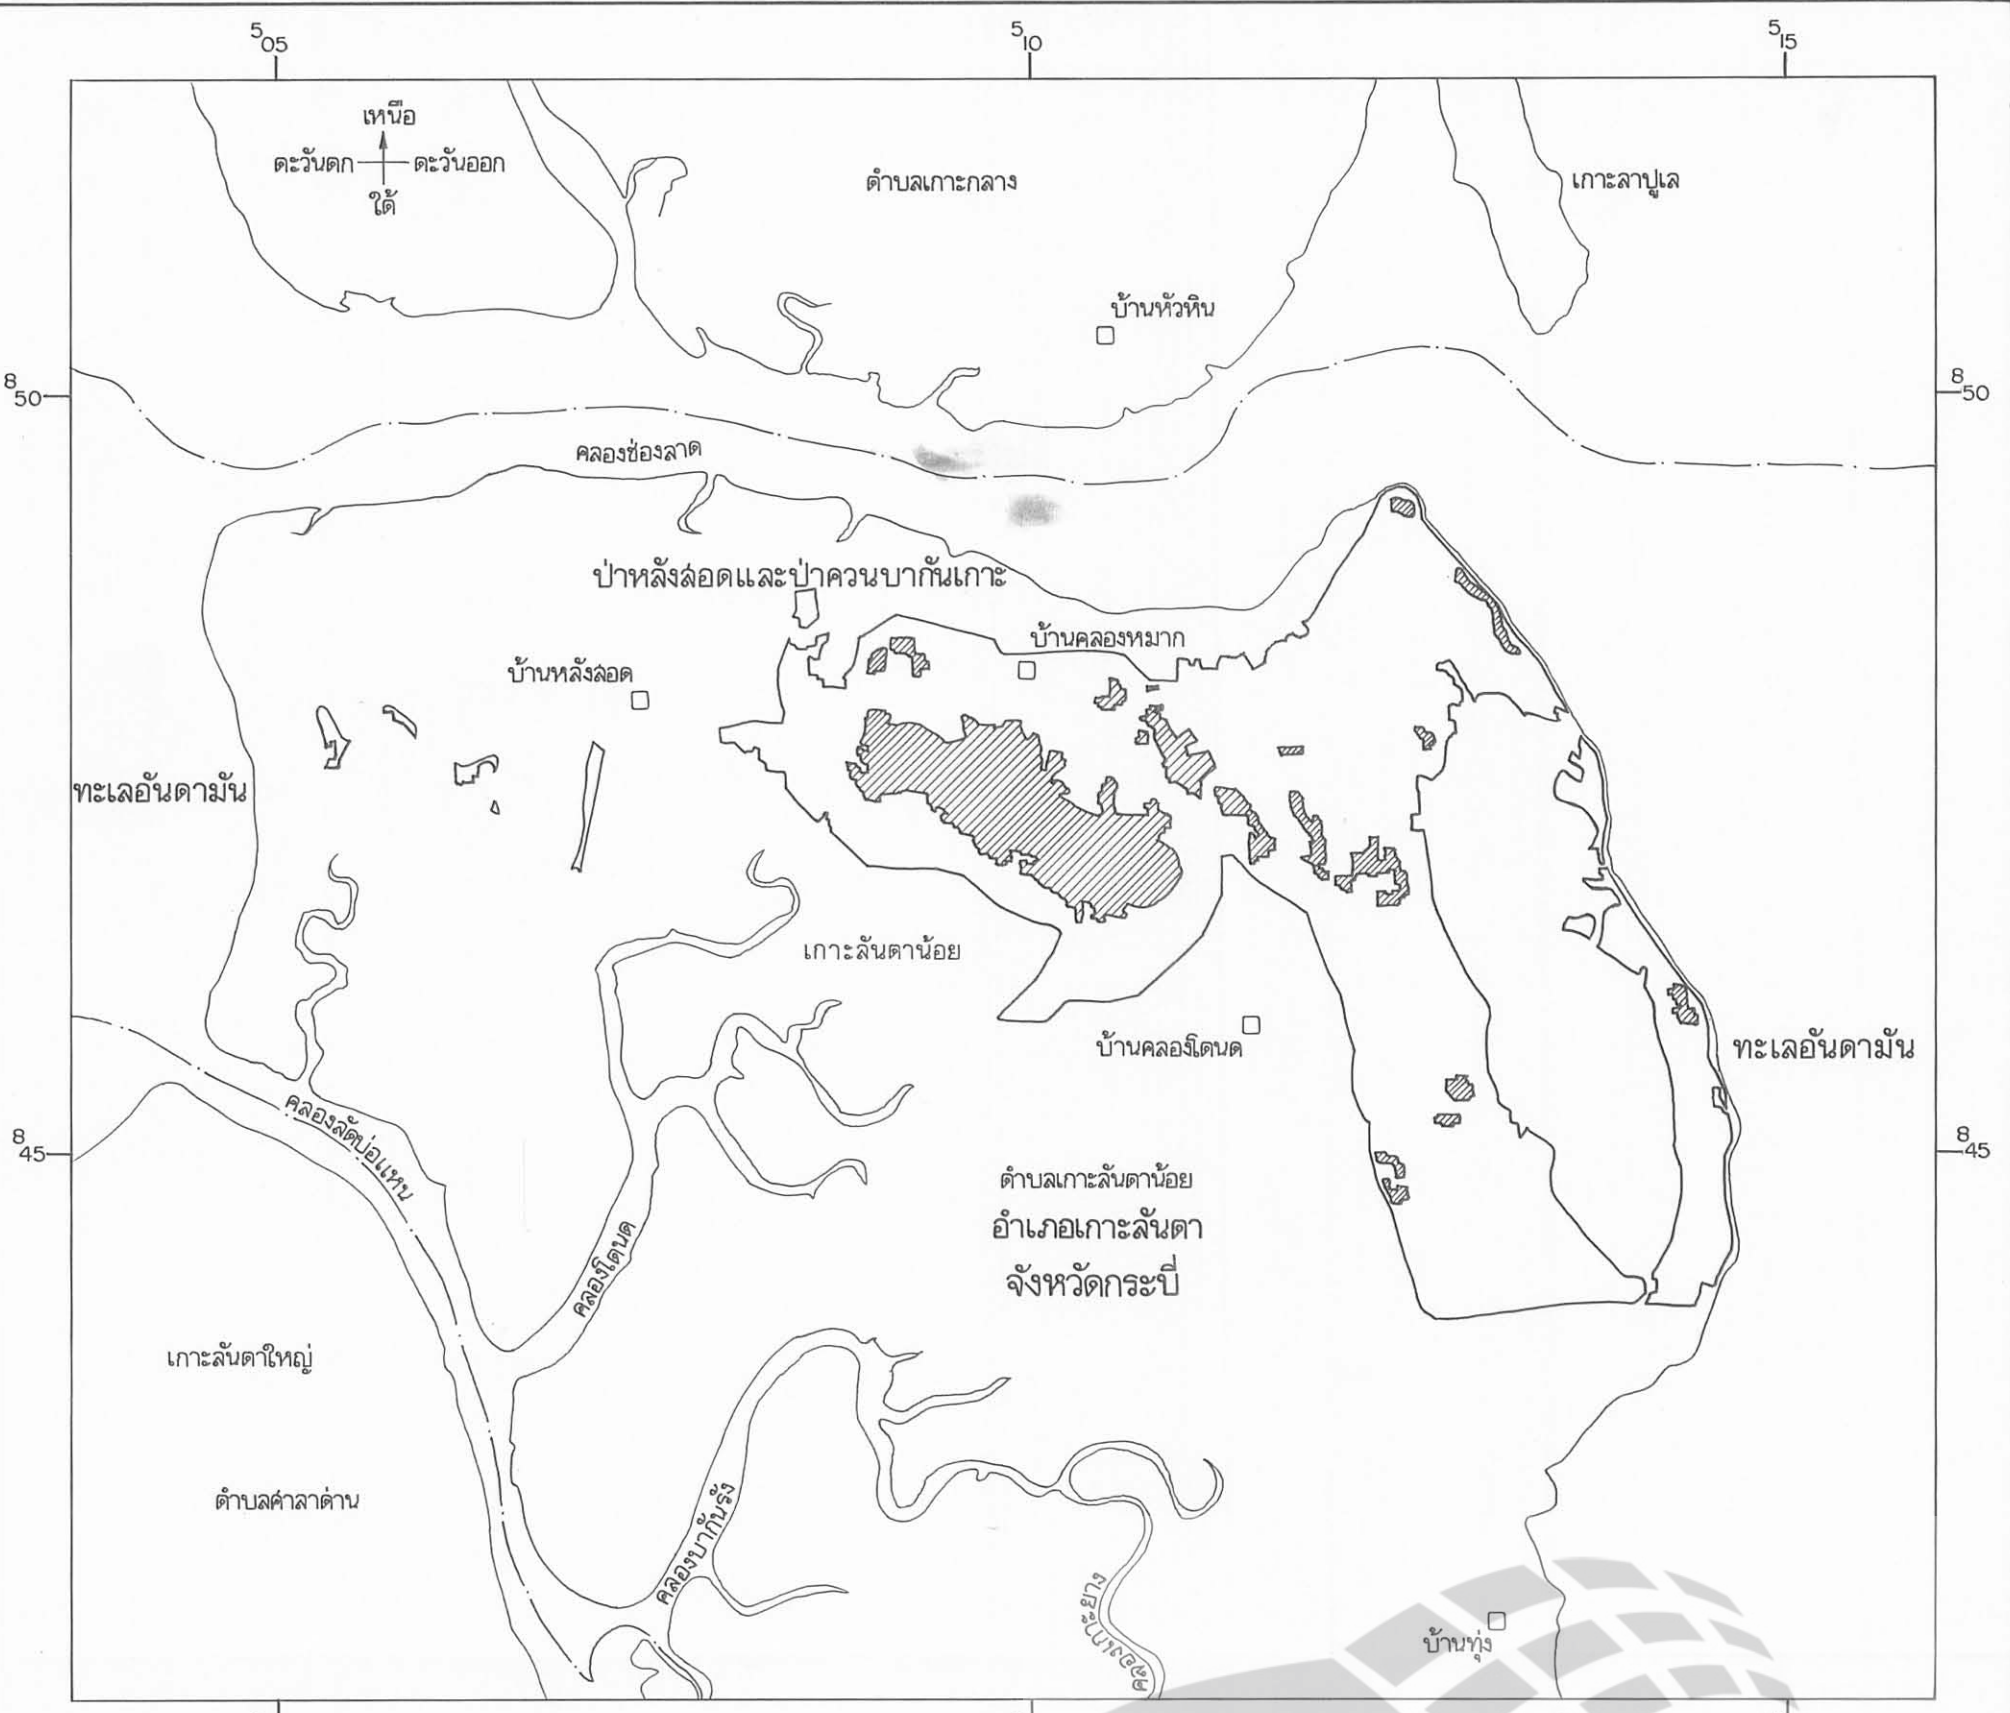 505
510
515
เหนือ
ตะวันตก ตะวันออก
ใต้
ตำบลเกาะกลาง
เกาะลาปูเล
บ้านหัวหิน
850
850
คลองช่องลาด
ป่าหลังสอดและป่าควนบากันเกาะ
บ้านคลองหมาก
บ้านหลังสอด
ทะเลอันดามัน
เกาะลันตาน้อย
บ้านคลองโตนด
ทะเลอันดามัน
คลองลัดบ่อแหน
845
845
ตำบลเกาะลันตาน้อย
อำเภอเกาะลันตา
จังหวัดกระบี่
คลองโตนด
เกาะลันตาใหญ่
ตำบลศาลาด่าน
คลองบากันรัง
คลองเกาะยาง
บ้านทุ่ง